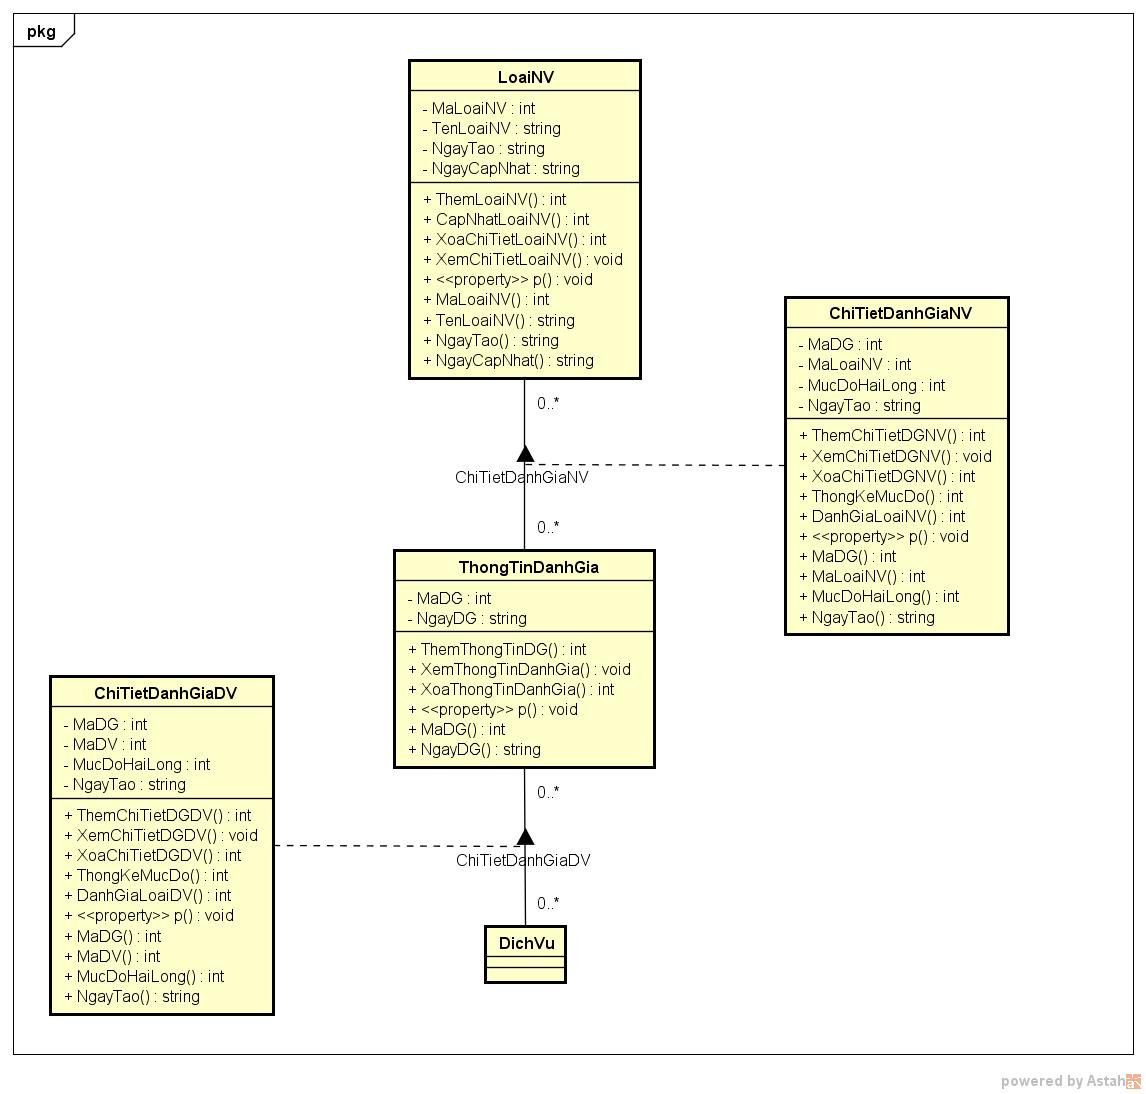 pkg
LoaiNV
- MaLoaiNV : int
- TenLoaiNV : string
- NgayTao : string
- NgayCapNhat : string
+ ThemLoaiNV() : int
+ CapNhatLoaiNV() : int
+ XoaChiTietLoaiNV() : int
+ XemChiTietLoaiNV() : void
+ <<property>> p() : void
+ MaLoaiNV() : int
+ TenLoaiNV() : string
+ NgayTao() : string
+ NgayCapNhat() : string
0..*
ChiTietDanhGiaNV
0..*
ChiTietDanhGiaNV
- MaDG : int
- MaLoaiNV : int
- MucDoHaiLong : int
- NgayTao : string
+ ThemChiTietDGNV() : int
+ XemChiTietDGNV() : void
+ XoaChiTietDGNV() : int
+ ThongKeMucDo() : int
+ DanhGiaLoaiNV() : int
+ <<property>> p() : void
+ MaDG() : int
+ MaLoaiNV() : int
+ MucDoHaiLong() : int
+ NgayTao() : string
ThongTinDanhGia
- MaDG : int
- NgayDG : string
+ ThemThongTinDG() : int
+ XemThongTinDanhGia() : void
+ XoaThongTinDanhGia() : int
+ <<property>> p() : void
+ MaDG() : int
+ NgayDG() : string
ChiTietDanhGiaDV
- MaDG : int
- MaDV : int
- MucDoHaiLong : int
- NgayTao : string
+ ThemChiTietDGDV() : int
+ XemChiTietDGDV() : void
+ XoaChiTietDGDV() : int
+ ThongKeMucDo() : int
+ DanhGiaLoaiDV() : int
+ <<property>> p() : void
+ MaDG() : int
+ MaDV() : int
+ MucDoHaiLong() : int
+ NgayTao() : string
0..*
ChiTietDanhGiaDV
0..*
DichVu
powered by Astah